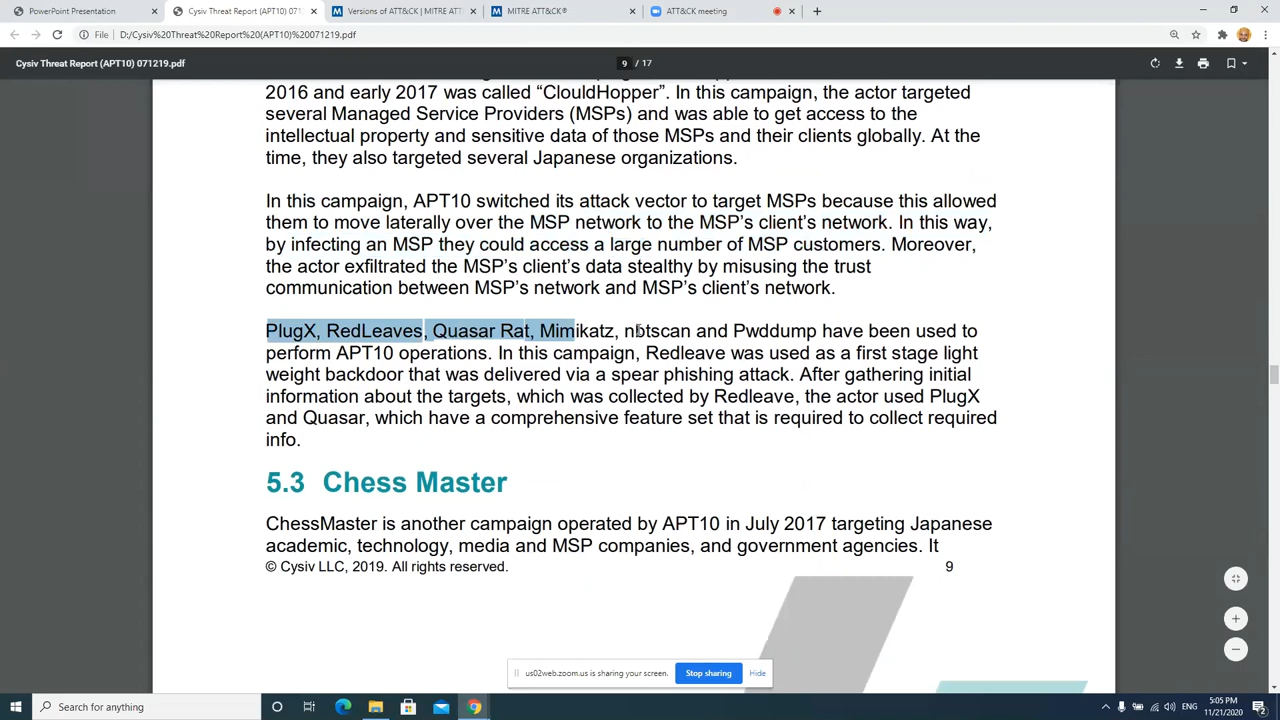 PowerPoint Presentation
Cysiv Threat Report (APT10) 071
Versions of ATT&CK | MITRE ATT
MITRE ATT&CK®
ATT&CK meeting
File | D:/Cysiv%20Threat%20Report%20(APT10)%20071219.pdf
Cysiv Threat Report (APT10) 071219.pdf
9 / 17
2016 and early 2017 was called “ClouldHopper”. In this campaign, the actor targeted
several Managed Service Providers (MSPs) and was able to get access to the
intellectual property and sensitive data of those MSPs and their clients globally. At the
time, they also targeted several Japanese organizations.
In this campaign, APT10 switched its attack vector to target MSPs because this allowed
them to move laterally over the MSP network to the MSP’s client’s network. In this way,
by infecting an MSP they could access a large number of MSP customers. Moreover,
the actor exfiltrated the MSP’s client’s data stealthy by misusing the trust
communication between MSP’s network and MSP’s client’s network.
PlugX, RedLeaves, Quasar Rat, Mimikatz, nbtscan and Pwddump have been used to
perform APT10 operations. In this campaign, Redleave was used as a first stage light
weight backdoor that was delivered via a spear phishing attack. After gathering initial
information about the targets, which was collected by Redleave, the actor used PlugX
and Quasar, which have a comprehensive feature set that is required to collect required
info.
5.3 Chess Master
ChessMaster is another campaign operated by APT10 in July 2017 targeting Japanese
academic, technology, media and MSP companies, and government agencies. It
© Cysiv LLC, 2019. All rights reserved. 9
us02web.zoom.us is sharing your screen. Stop sharing Hide
Search for anything
ENG
5:05 PM
11/21/2020
2